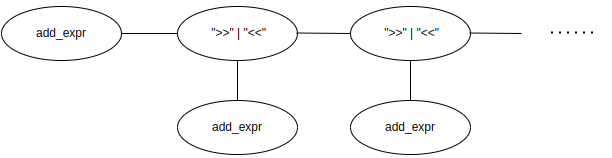 add_expr
">>" | "<<"
">>" | "<<"
......
add_expr
add_expr